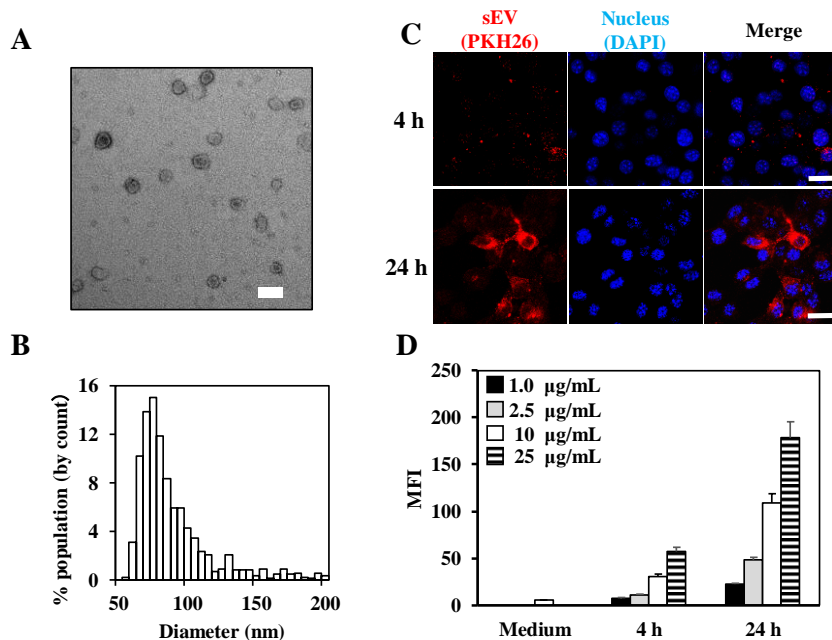 A
B
% population (by count)
16
12
8
4
0
50
100
150
200
Diameter (nm)
C
sEV
(PKH26)
Nucleus
(DAPI)
Merge
4 h
24 h
D
MFI
250
200
150
100
50
0
1.0 µg/mL
2.5 µg/mL
10 µg/mL
25 µg/mL
Medium
4 h
24 h